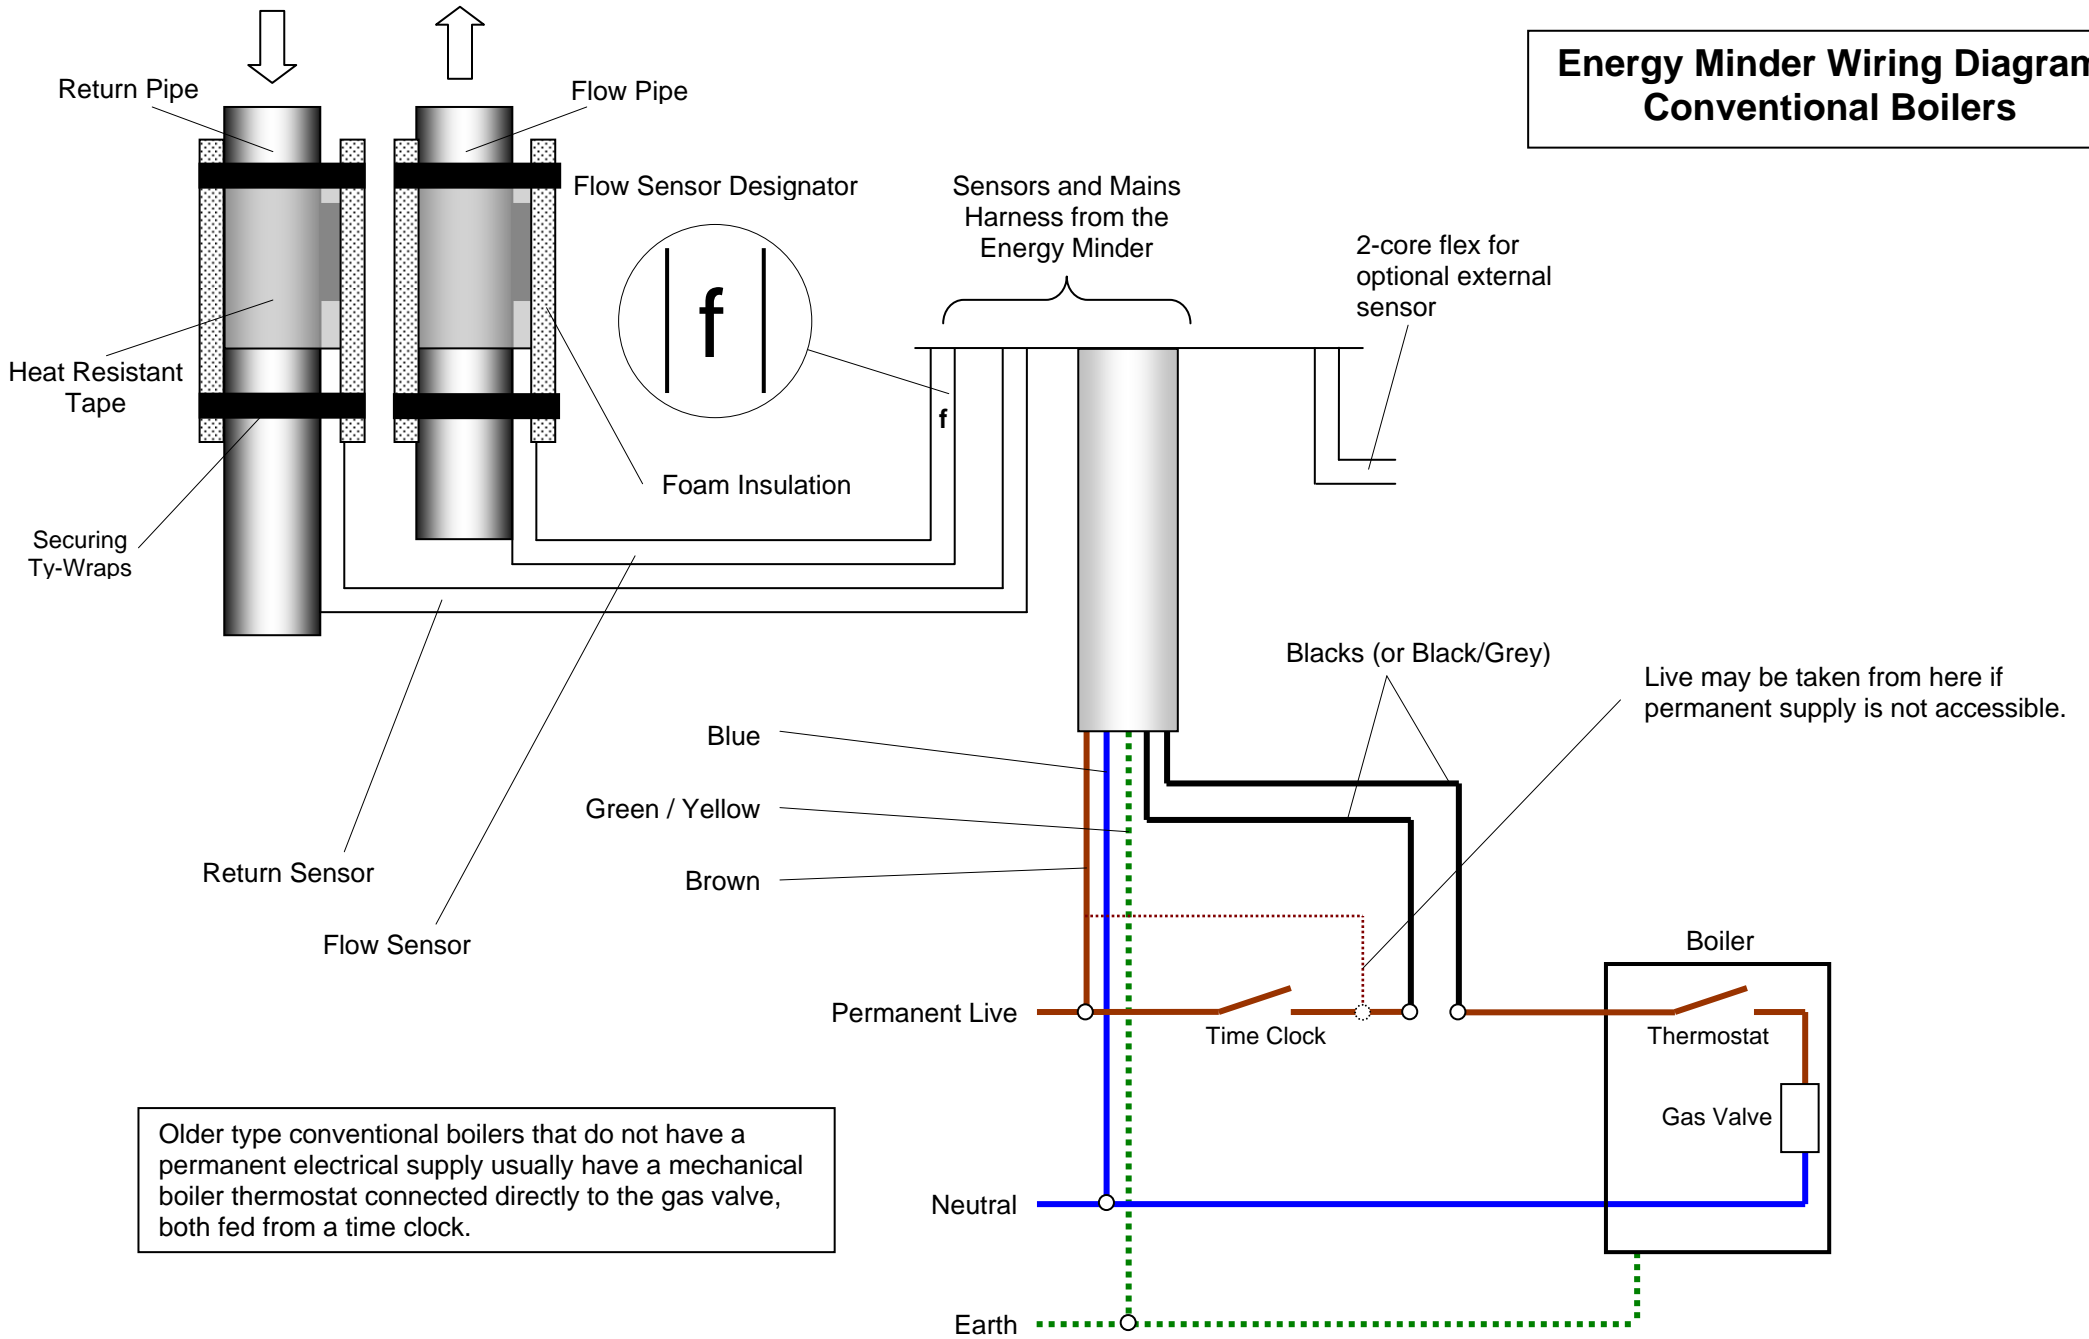 Energy Minder Wiring Diagram
Conventional Boilers
Return Pipe
Flow Pipe
Flow Sensor Designator
f
Sensors and Mains
Harness from the
Energy Minder
2-core flex for
optional external
sensor
Heat Resistant
Tape
f
Foam Insulation
Securing
Ty-Wraps
Blacks (or Black/Grey)
Live may be taken from here if
permanent supply is not accessible.
Blue
Green / Yellow
Brown
Return Sensor
Flow Sensor
Boiler
Permanent Live
Time Clock
Thermostat
Gas Valve
Older type conventional boilers that do not have a
permanent electrical supply usually have a mechanical
boiler thermostat connected directly to the gas valve,
both fed from a time clock.
Neutral
Earth